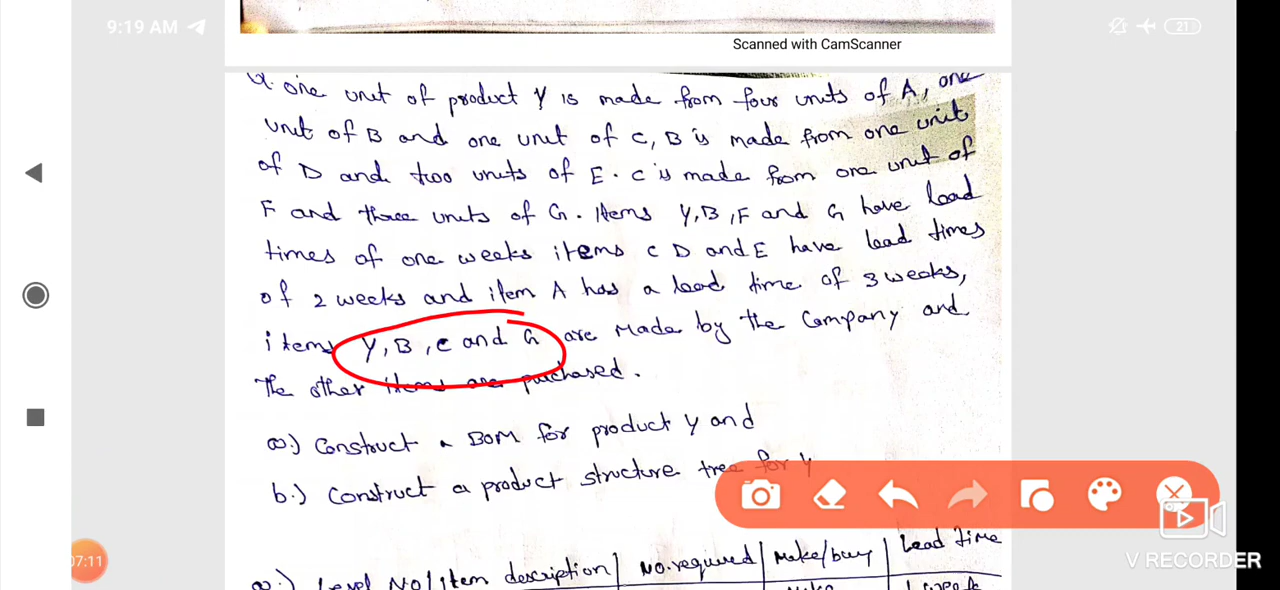 9:19 AM
21
Scanned with CamScanner
one unit of product Y is made from four units of A, one
unit of B and one unit of C, B is made from one unit
of D and two units of E. C is made from one unit of
F and three units of G. Items Y, B, F and G have lead
times of one weeks items C D and E have lead times
of 2 weeks and item A has a lead time of 3 weeks,
items Y, B, C and G are made by the company and
The other items are puchased.
a.) Construct a BOM for product Y and
b.) Construct a product structure tree for Y
a.) Level No/Item description/ No.required/ Make/buy/ Lead time
Make 1 week
07:11
V RECORDER